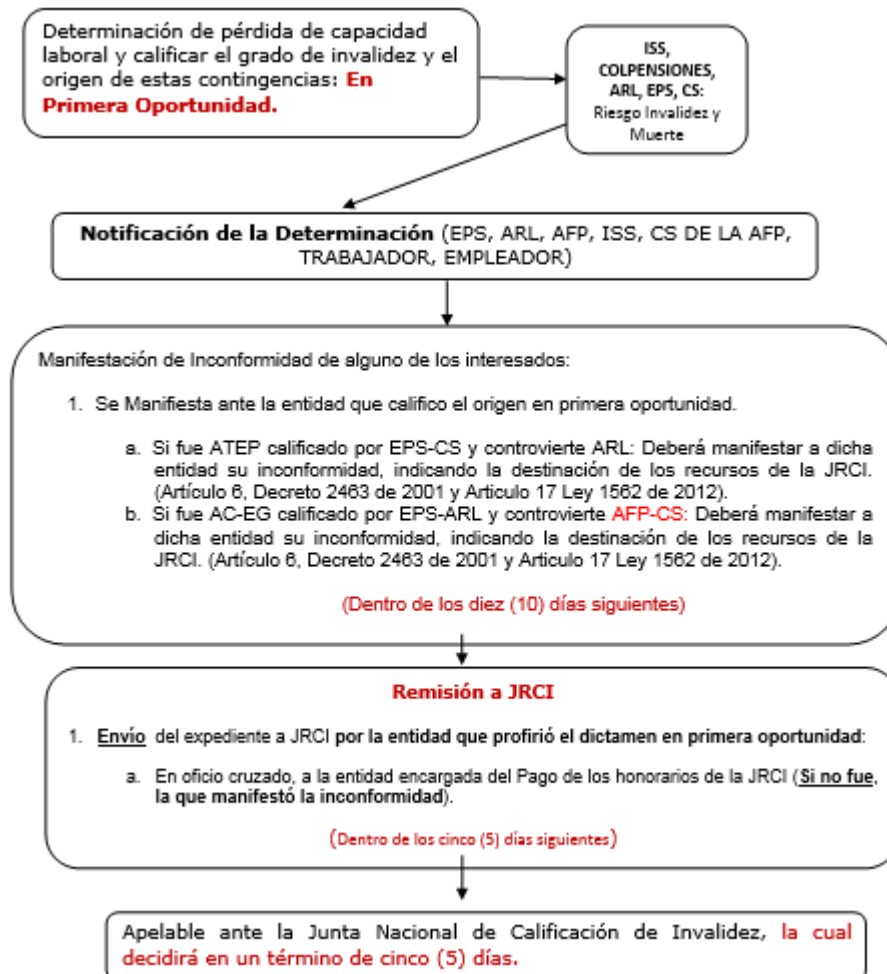 Determinación de pérdida de capacidad
laboral y calificar el grado de invalidez y el
origen de estas contingencias: En
Primera Oportunidad.
ISS,
COLPENSIONES,
ARL, EPS, CS:
Riesgo Invalidez y
Muerte
Notificación de la Determinación (EPS, ARL, AFP, ISS, CS DE LA AFP,
TRABAJADOR, EMPLEADOR)
Manifestación de Inconformidad de alguno de los interesados:
1. Se Manifiesta ante la entidad que califico el origen en primera oportunidad.
a. Si fue ATEP calificado por EPS-CS y controvierte ARL: Deberá manifestar a dicha
entidad su inconformidad, indicando la destinación de los recursos de la JRCI.
(Artículo 6, Decreto 2463 de 2001 y Articulo 17 Ley 1562 de 2012).
b. Si fue AC-EG calificado por EPS-ARL y controvierte AFP-CS: Deberá manifestar a
dicha entidad su inconformidad, indicando la destinación de los recursos de la
JRCI. (Artículo 6, Decreto 2463 de 2001 y Articulo 17 Ley 1562 de 2012).
(Dentro de los diez (10) días siguientes)
Remisión a JRCI
1. Envío del expediente a JRCI por la entidad que profirió el dictamen en primera oportunidad:
a. En oficio cruzado, a la entidad encargada del Pago de los honorarios de la JRCI (Si no fue,
la que manifestó la inconformidad).
(Dentro de los cinco (5) días siguientes)
Apelable ante la Junta Nacional de Calificación de Invalidez, la cual
decidirá en un término de cinco (5) días.